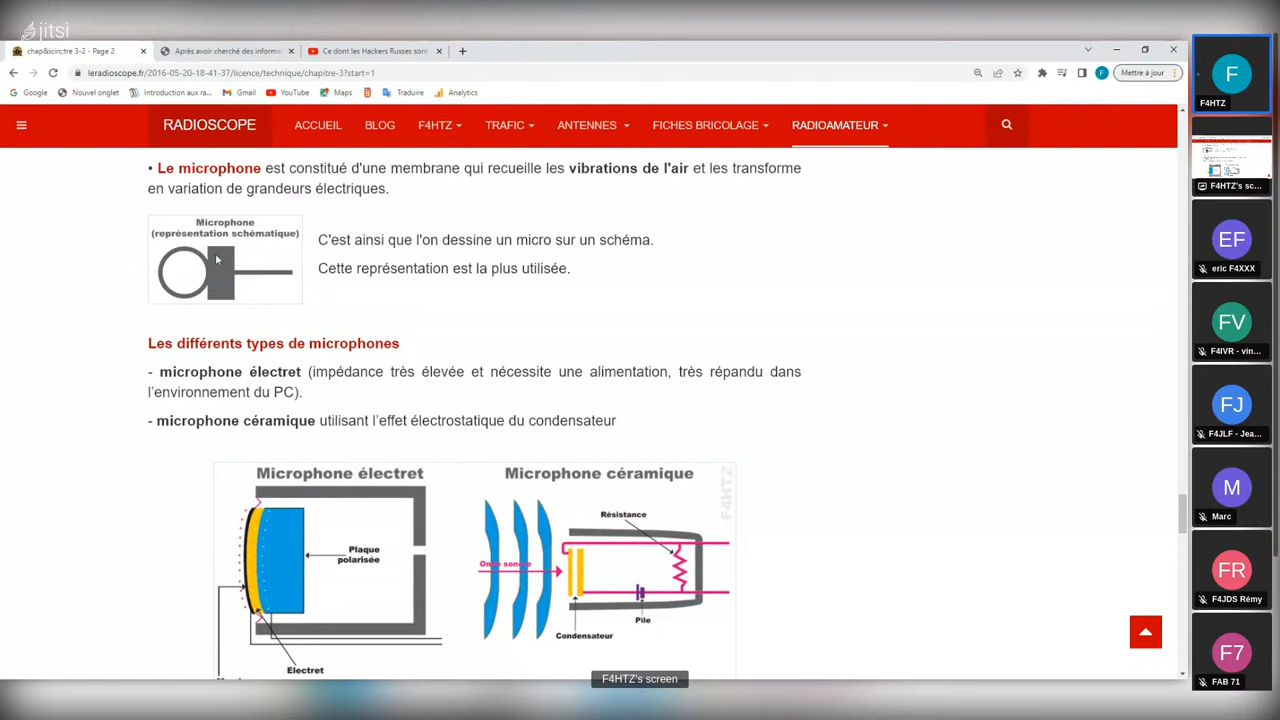 jitsi
chap&icirc;tre 3-2 - Page 2
Après avoir cherché des informat
Ce dont les Hackers Russes sont
leradioscope.fr/2016-05-20-18-41-37/licence/technique/chapitre-3?start=1
F
Mettre à jour
Google
Nouvel onglet
Introduction aux ra...
Gmail
YouTube
Maps
Traduire
Analytics
RADIOSCOPE
ACCUEIL
BLOG
F4HTZ
TRAFIC
ANTENNES
FICHES BRICOLAGE
RADIOAMATEUR
• Le microphone est constitué d'une membrane qui recueille les vibrations de l'air et les transforme
en variation de grandeurs électriques.
Microphone
(représentation schématique)
C'est ainsi que l'on dessine un micro sur un schéma.
Cette représentation est la plus utilisée.
Les différents types de microphones
- microphone électret (impédance très élevée et nécessite une alimentation, très répandu dans
l'environnement du PC).
- microphone céramique utilisant l'effet électrostatique du condensateur
Microphone électret
Microphone céramique
F4HTZ
Résistance
Plaque
polarisée
Onde sonore
Pile
Condensateur
Electret
F4HTZ's screen
F
F4HTZ
F4HTZ's sc...
EF
eric F4XXX
FV
F4IVR - vin...
FJ
F4JLF - Jea...
M
Marc
FR
F4JDS Rémy
F7
FAB 71